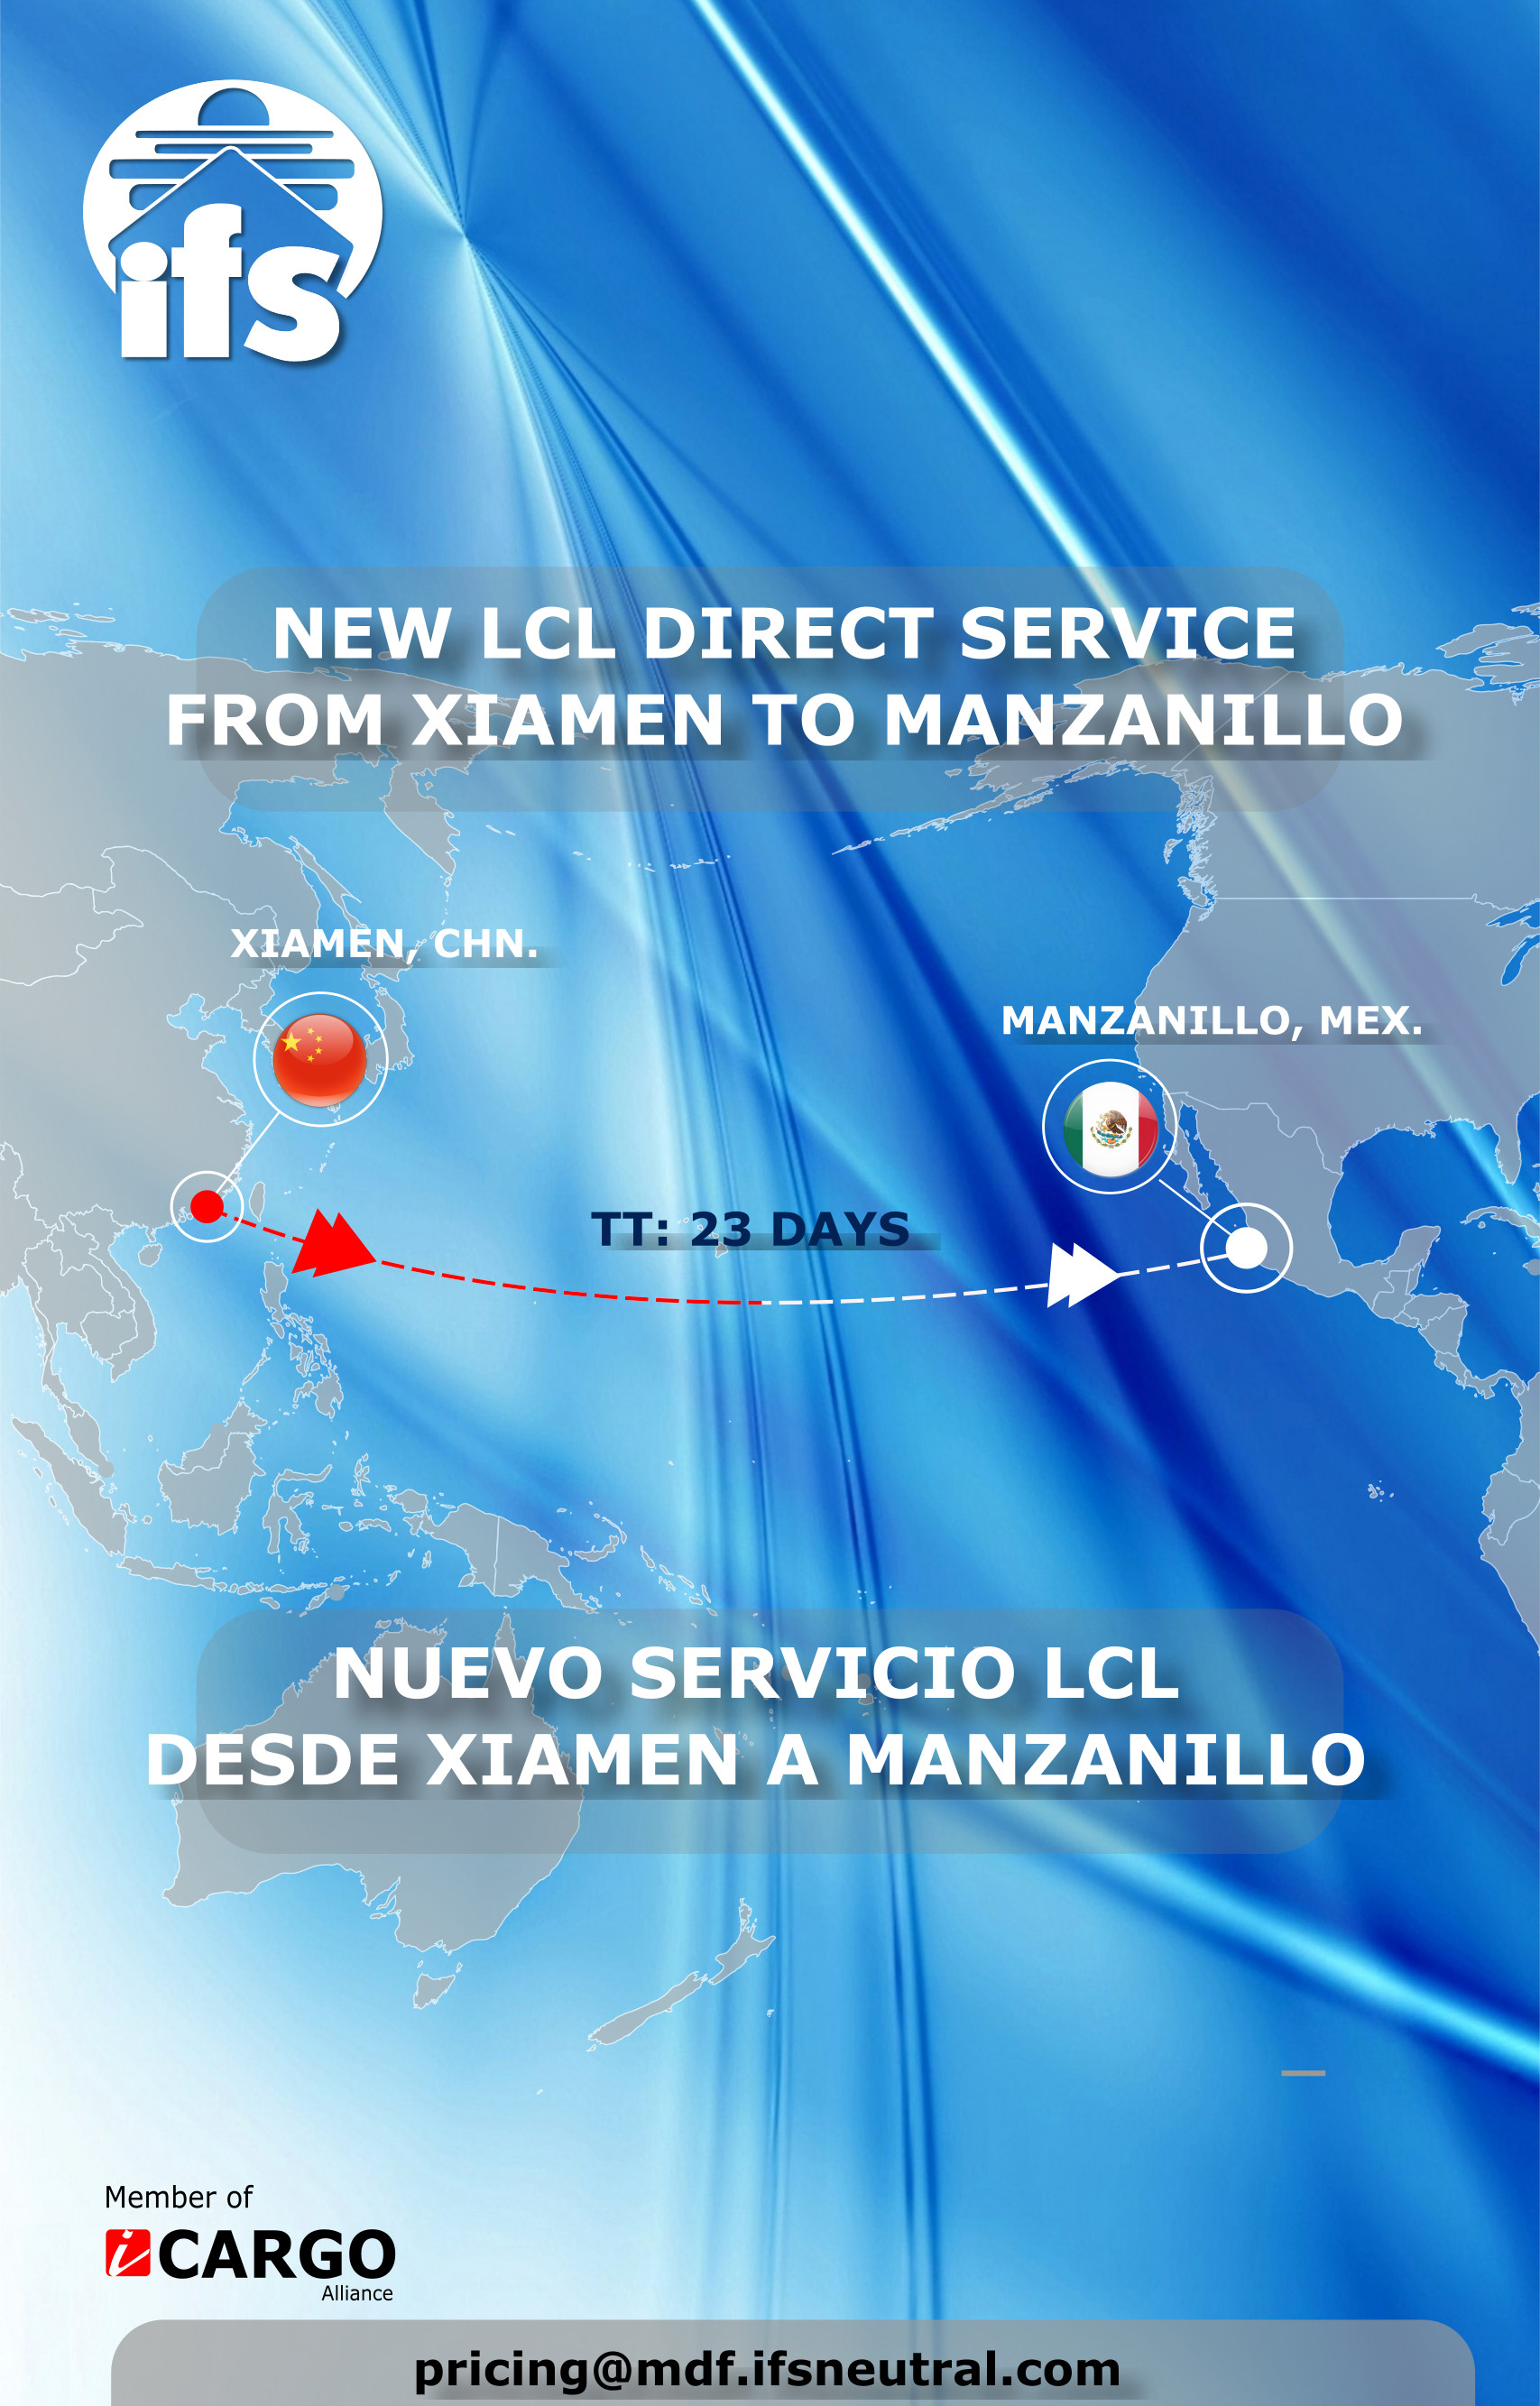 ifs
NEW LCL DIRECT SERVICE
FROM XIAMEN TO MANZANILLO
XIAMEN, CHN.
MANZANILLO, MEX.
TT: 23 DAYS
NUEVO SERVICIO LCL
DESDE XIAMEN A MANZANILLO
Member of
i CARGO
Alliance
pricing@mdf.ifsneutral.com